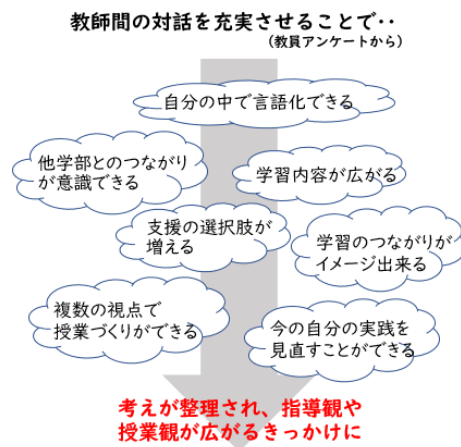 教師間の対話を充実させることで‥
（教員アンケートから）
自分の中で言語化できる
他学部とのつながり
が意識できる
学習内容が広がる
支援の選択肢が
増える
学習のつながりが
イメージ出来る
複数の視点で
授業づくりができる
今の自分の実践を
見直すことができる
考えが整理され、指導観や
授業観が広がるきっかけに